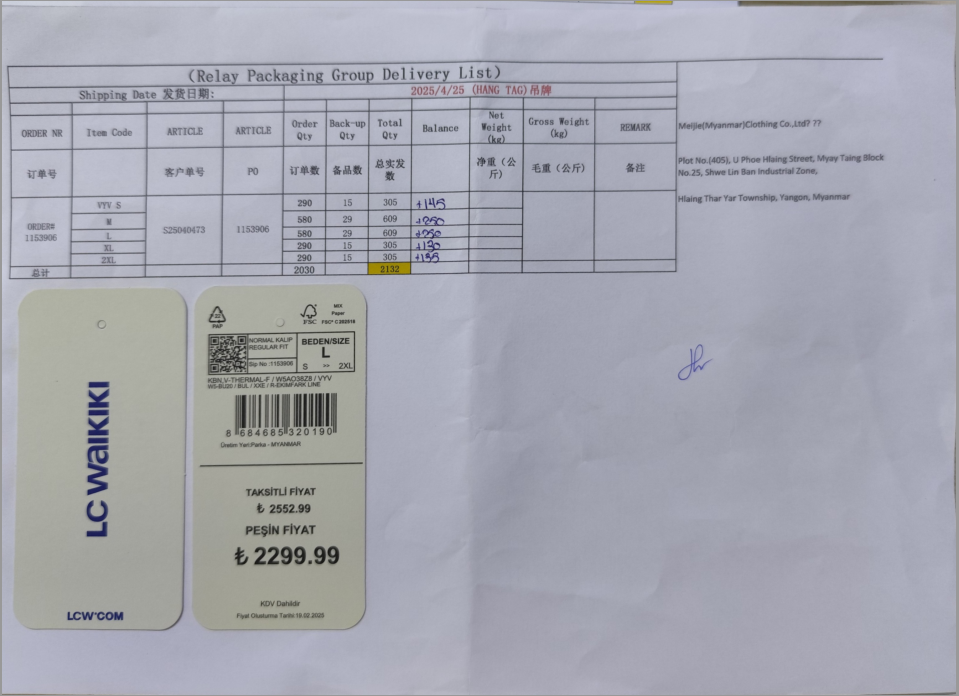 (Relay Packaging Group Delivery List)
Shipping Date 发货日期: 2025/4/25 (HANG TAG)吊牌
ORDER NR Item Code ARTICLE ARTICLE Order Qty Back-up Qty Total Qty Balance Net Weight (kg) Gross Weight (kg) REMARK
订单号 客户单号 PO 订单数 备品数 总实发数 净重（公斤） 毛重（公斤） 备注
ORDER# 1153906 VYV S S25040473 1153906 290 15 305 +145
M 580 29 609 +250
L 580 29 609 +250
XL 290 15 305 +130
2XL 290 15 305 +135
总计 2030 2132
Meijie(Myanmar)Clothing Co.,Ltd? ??
Plot No.(405), U Phoe Hlaing Street, Myay Taing Block
No.25, Shwe Lin Ban Industrial Zone,
Hlaing Thar Yar Township, Yangon, Myanmar
LC WAIKIKI
LCW.COM
22
PAP
FSC
MIX
Paper
FSC® C202516
NORMAL KALIP
REGULAR FIT
Sip No :1153906
BEDEN/SIZE
L
S >> 2XL
KBN,V-THERMAL-F / W5AO38Z8 / VYV
W5-BU20 / BUL / XXE / R-EKIMPARK LINE
8 684685 320190
Üretim Yeri:Parka - MYANMAR
TAKSİTLİ FİYAT
₺ 2552.99
PEŞİN FİYAT
₺ 2299.99
KDV Dahildir
Fiyat Oluşturma Tarihi 19.02.2025